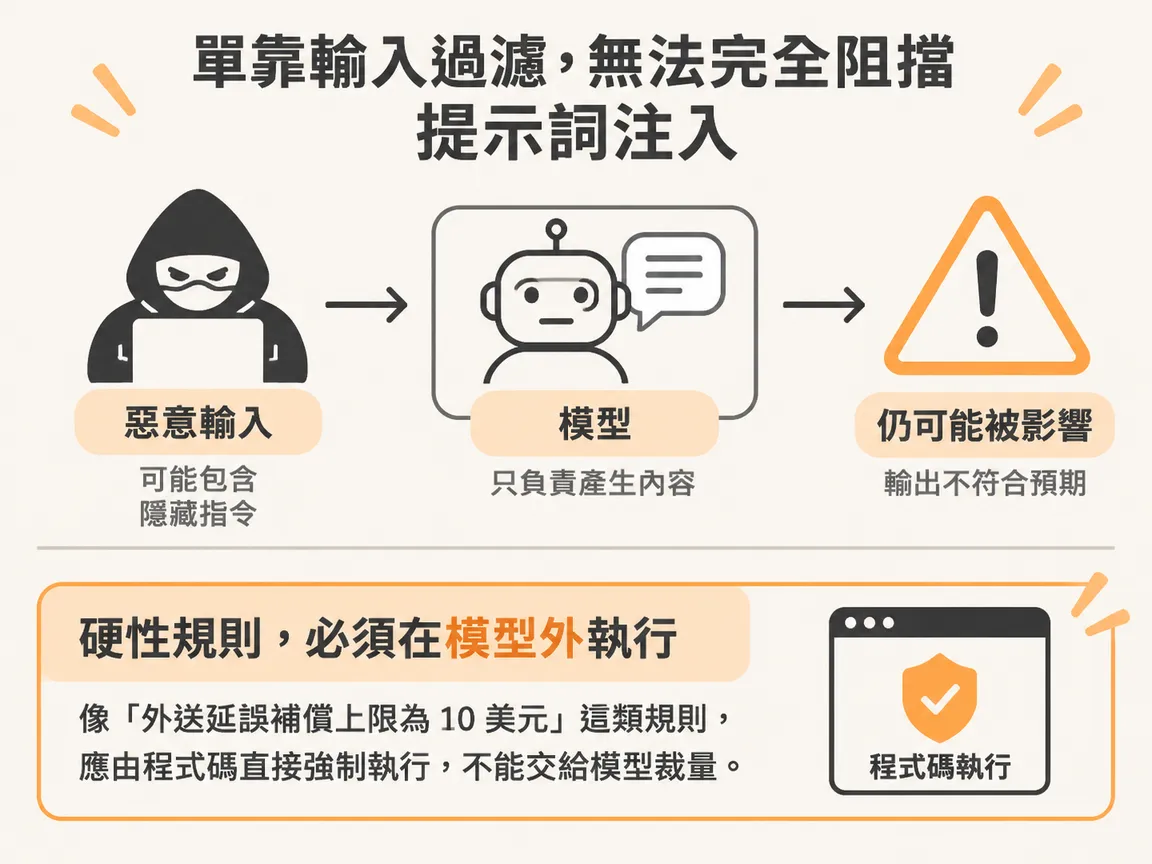 單靠輸入過濾，無法完全阻擋
提示詞注入
惡意輸入
可能包含
隱藏指令
模型
只負責產生內容
仍可能被影響
輸出不符合預期
硬性規則，必須在模型外執行
像「外送延誤補償上限為 10 美元」這類規則，
應由程式碼直接強制執行，不能交給模型裁量。
程式碼執行